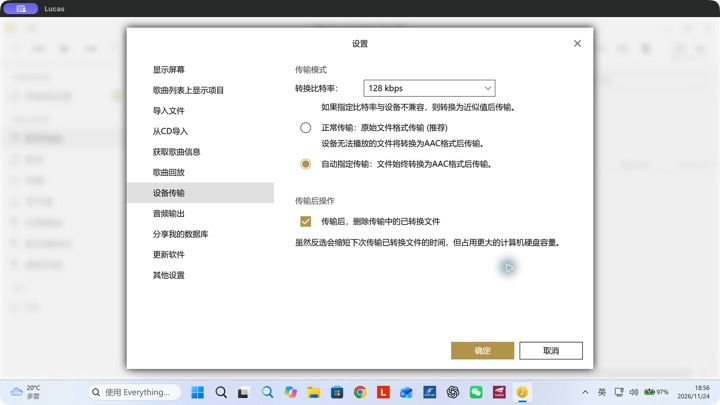 Lucas
设置
显示屏幕
歌曲列表上显示项目
导入文件
从CD导入
获取歌曲信息
歌曲回放
设备传输
音频输出
分享我的数据库
更新软件
其他设置
传输模式
转换比特率：
128 kbps
如果指定比特率与设备不兼容，则转换为近似值后传输。
正常传输：原始文件格式传输 (推荐)
设备无法播放的文件将转换为AAC格式后传输。
自动指定传输：文件始终转换为AAC格式后传输。
传输后操作
传输后，删除传输中的已转换文件
虽然反选会缩短下次传输已转换文件的时间，但占用更大的计算机硬盘容量。
确定
取消
20°C
多雾
使用 Everything...
英
97%
18:56
2026/11/24